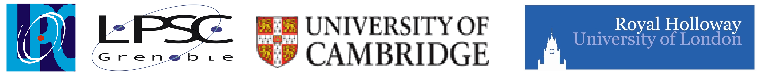 LPSC
Grenoble
UNIVERSITY OF
CAMBRIDGE
Royal Holloway
University of London